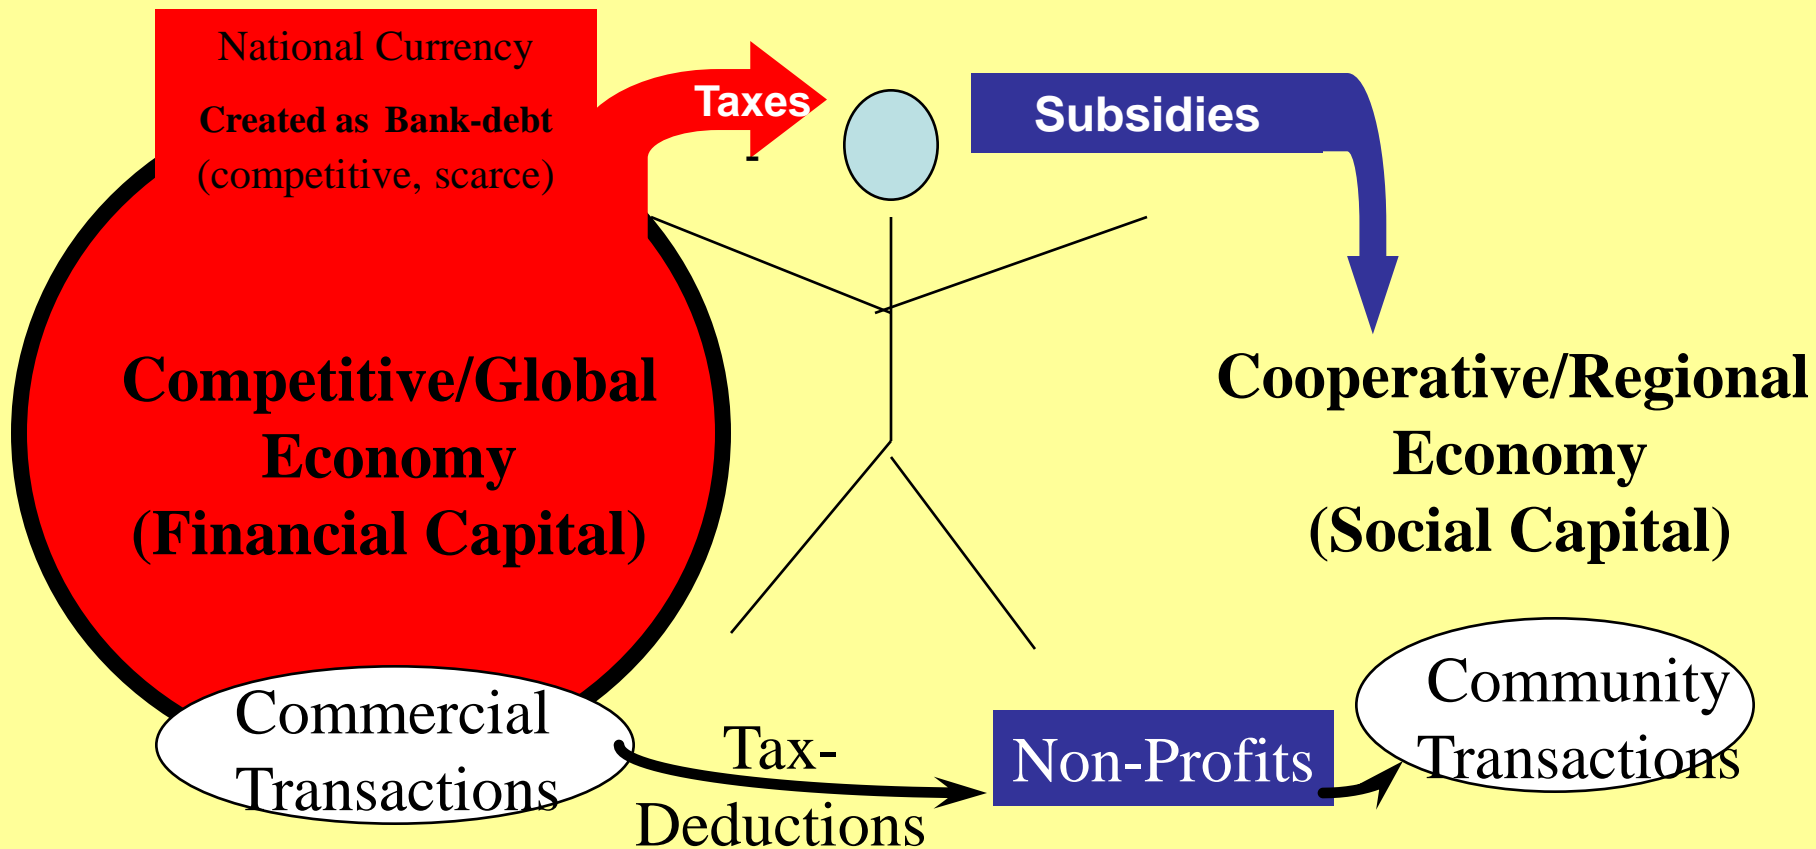 National Currency
Created as Bank-debt
(competitive, scarce)
Taxes
-
Subsidies
Competitive/Global
Economy
(Financial Capital)
Cooperative/Regional
Economy
(Social Capital)
Commercial
Transactions
Tax-
Deductions
Non-Profits
Community
Transactions